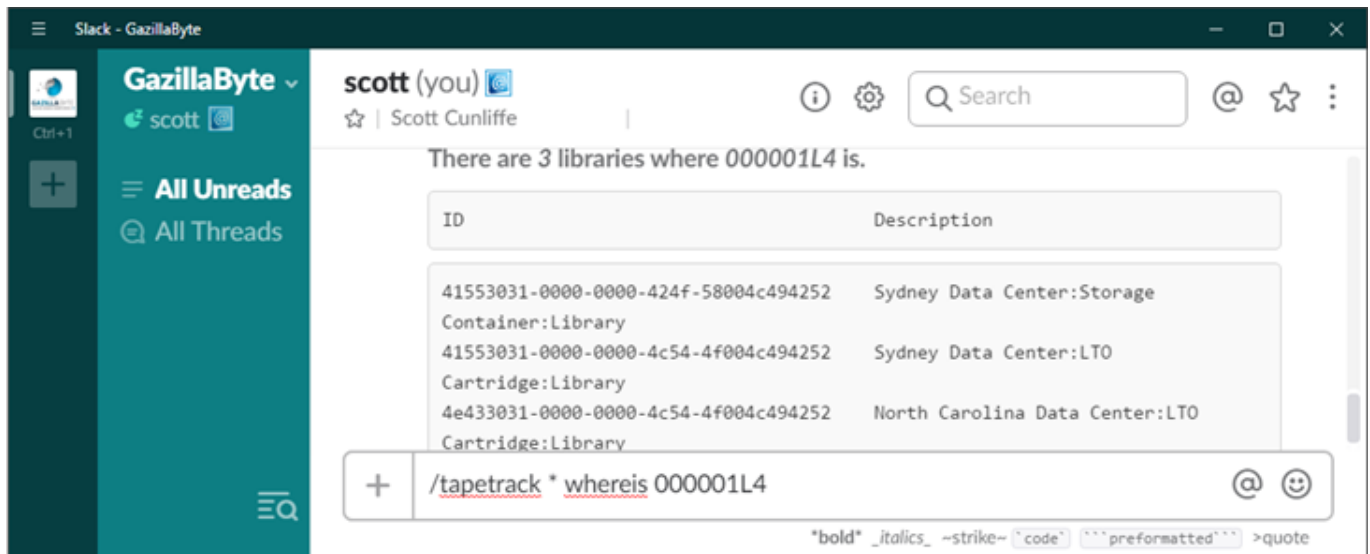 Slack - GazillaByte
GazillaByte
scott
Ctrl+1
All Unreads
All Threads
scott (you)
Scott Cunliffe
Search
There are 3 libraries where 000001L4 is.
ID Description
41553031-0000-0000-424f-58004c494252 Sydney Data Center:Storage
Container:Library
41553031-0000-0000-4c54-4f004c494252 Sydney Data Center:LTO
Cartridge:Library
4e433031-0000-0000-4c54-4f004c494252 North Carolina Data Center:LTO
Cartridge:Library
/tapetrack * whereis 000001L4
*bold* _italics_ ~strike~ `code` ```preformatted``` >quote